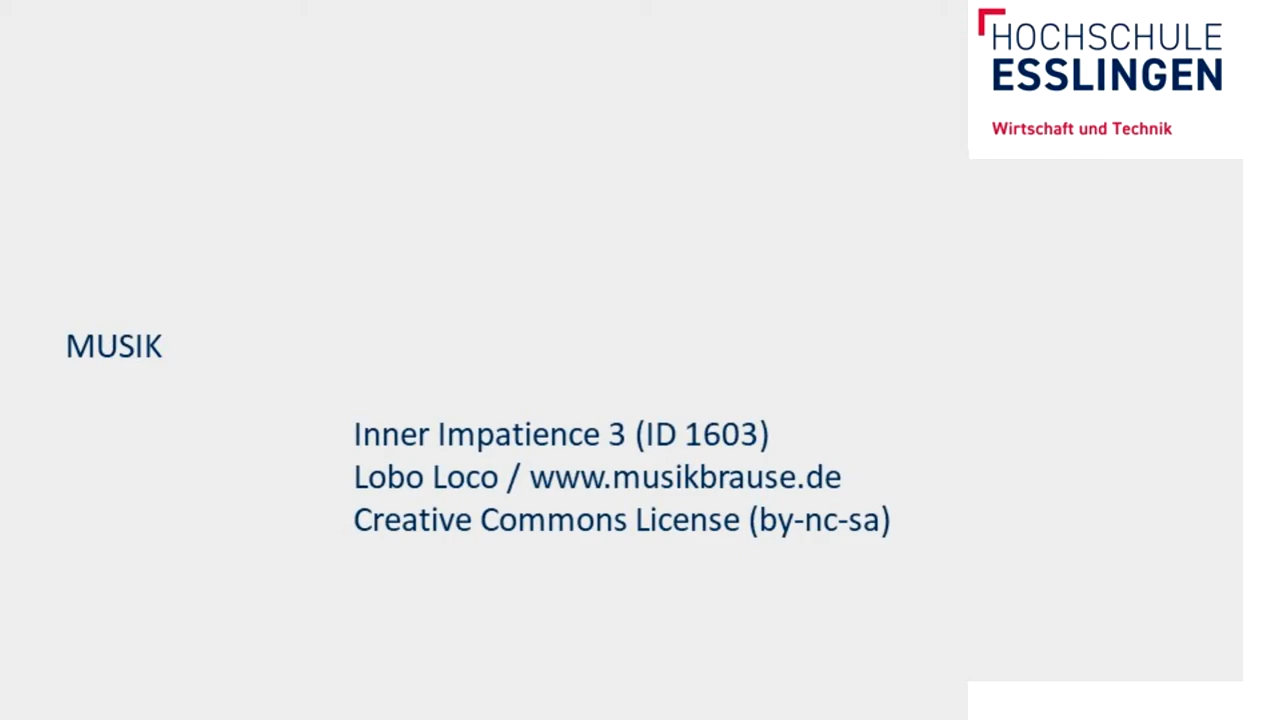 HOCHSCHULE
ESSLINGEN
Wirtschaft und Technik
MUSIK
Inner Impatience 3 (ID 1603)
Lobo Loco / www.musikbrause.de
Creative Commons License (by-nc-sa)